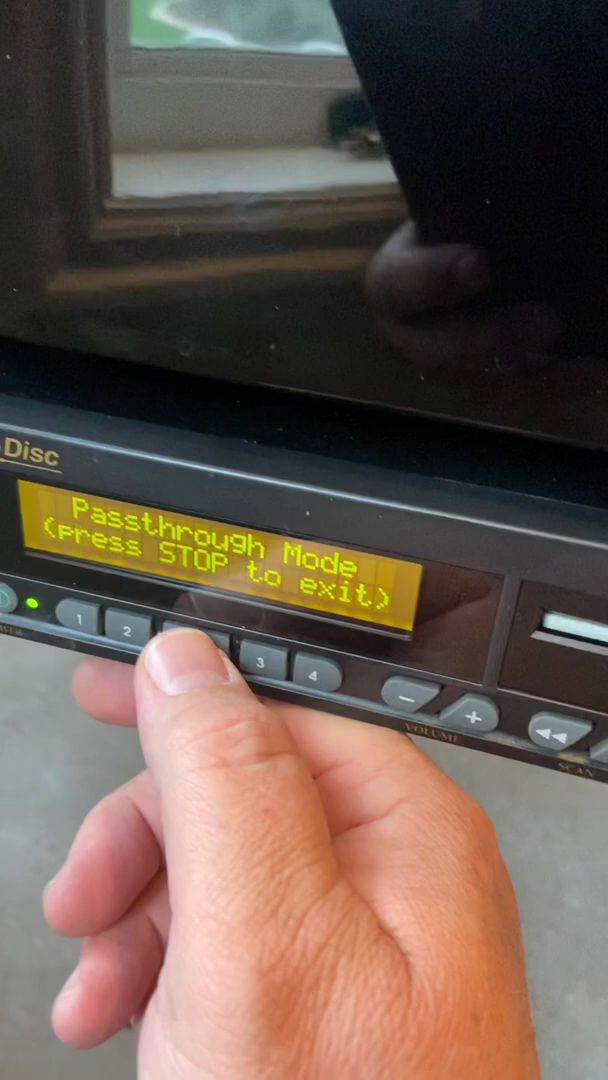 Disc
Passthrough Mode
(press STOP to exit)
1
2
3
4
−
+
VOLUME
◀◀
SCAN